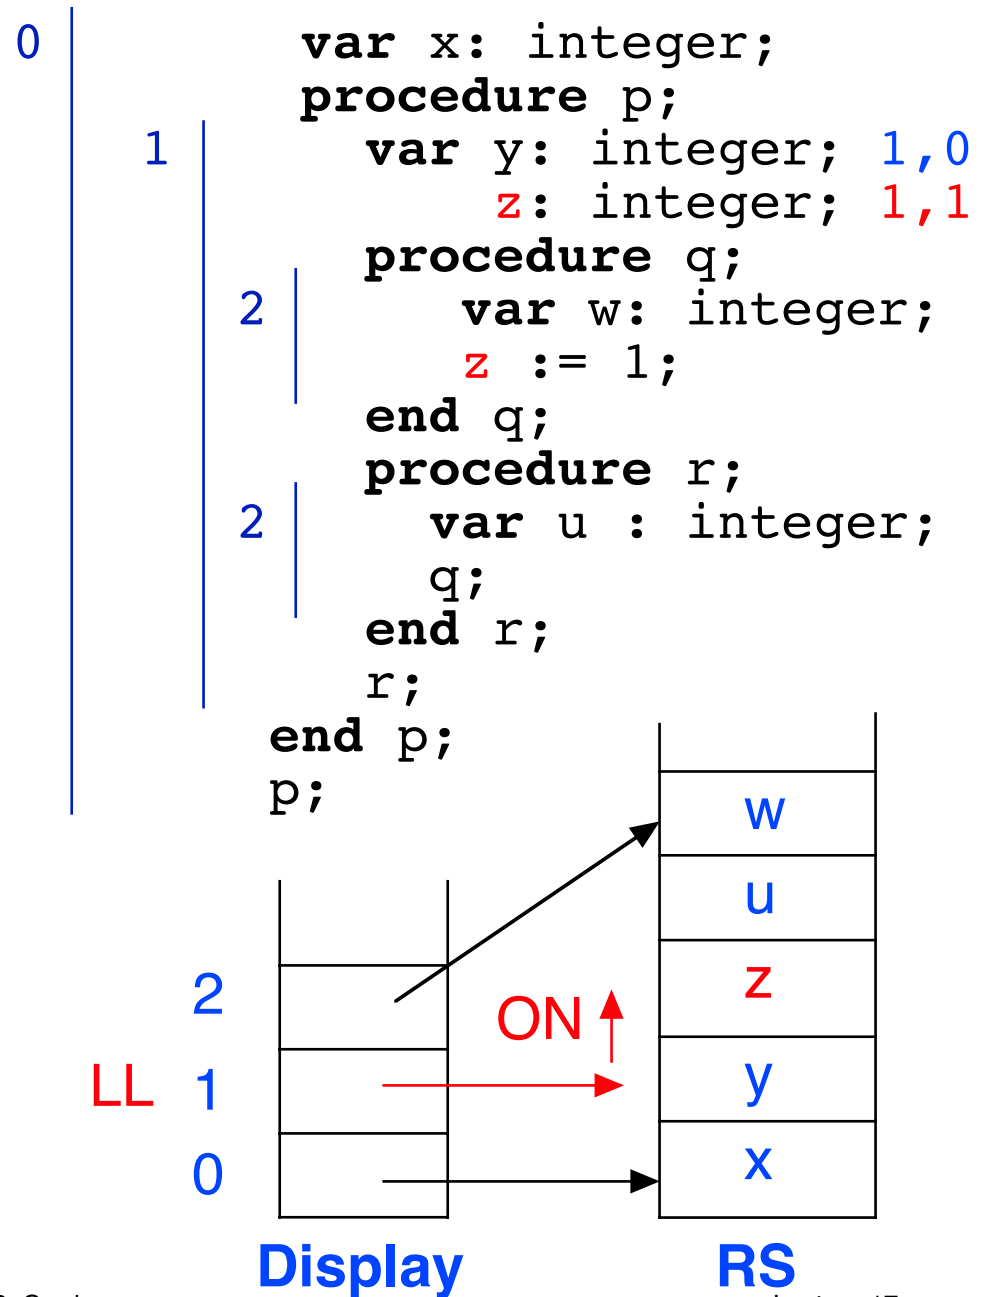 0 var x: integer;
procedure p;
1 var y: integer; 1,0
z: integer; 1,1
procedure q;
2 var w: integer;
z := 1;
end q;
procedure r;
2 var u : integer;
q;
end r;
r;
end p;
p;
w
u
2 ON z
LL 1 y
0 x
Display RS